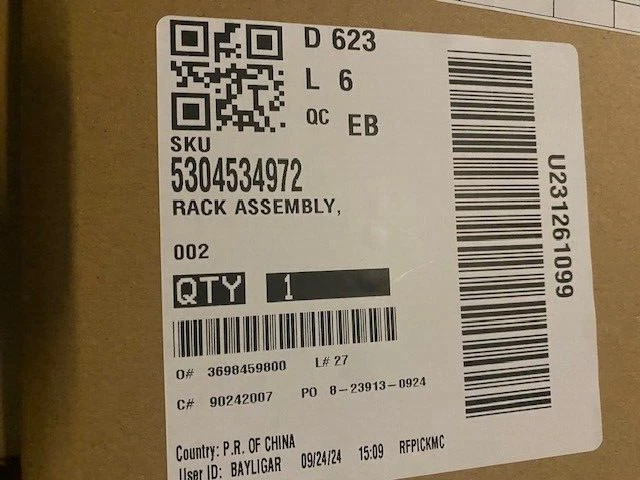 D 623
L 6
QC EB
SKU
5304534972
RACK ASSEMBLY,
002
QTY 1
O# 3698459800 L# 27
C# 90242007 PO 8-23913-0924
Country: P.R. OF CHINA
User ID: BAYLIGAR 09/24/24 15:09 RFPICKMC
U231261099